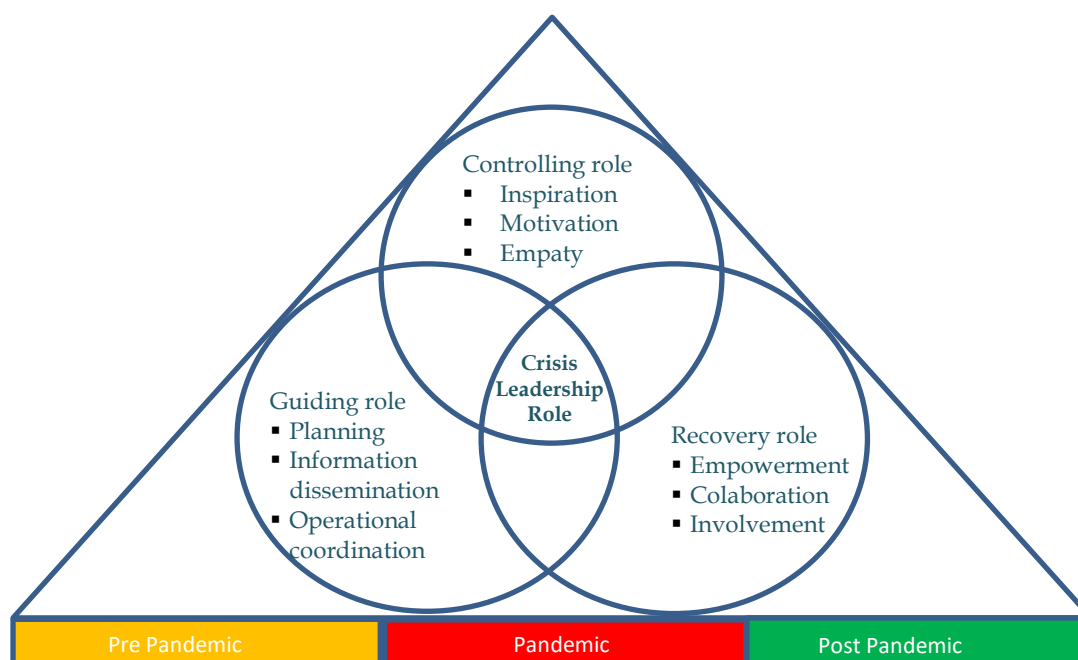 Controlling role
▪ Inspiration
▪ Motivation
▪ Empaty
Crisis
Leadership
Role
Guiding role
▪ Planning
▪ Information
dissemination
▪ Operational
coordination
Recovery role
▪ Empowerment
▪ Colaboration
▪ Involvement
Pre Pandemic
Pandemic
Post Pandemic